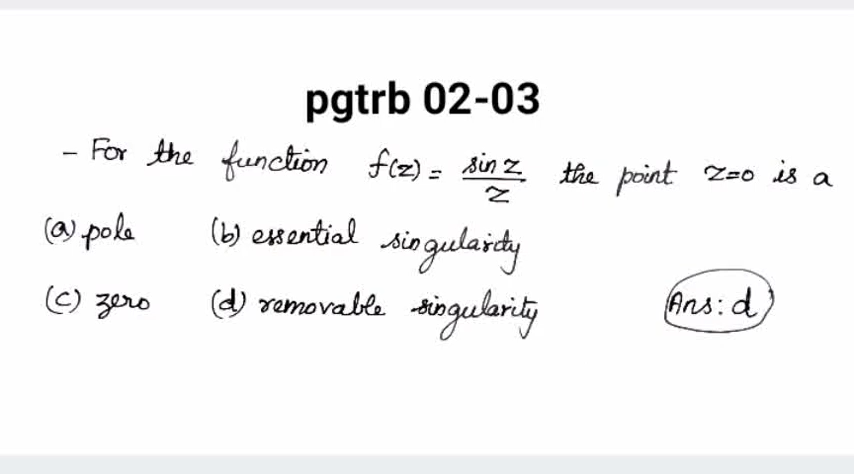 pgtrb 02-03
- For the function f(z) = sin z / z the point z=0 is a
(a) pole (b) essential singularity
(c) zero (d) removable singularity Ans: d